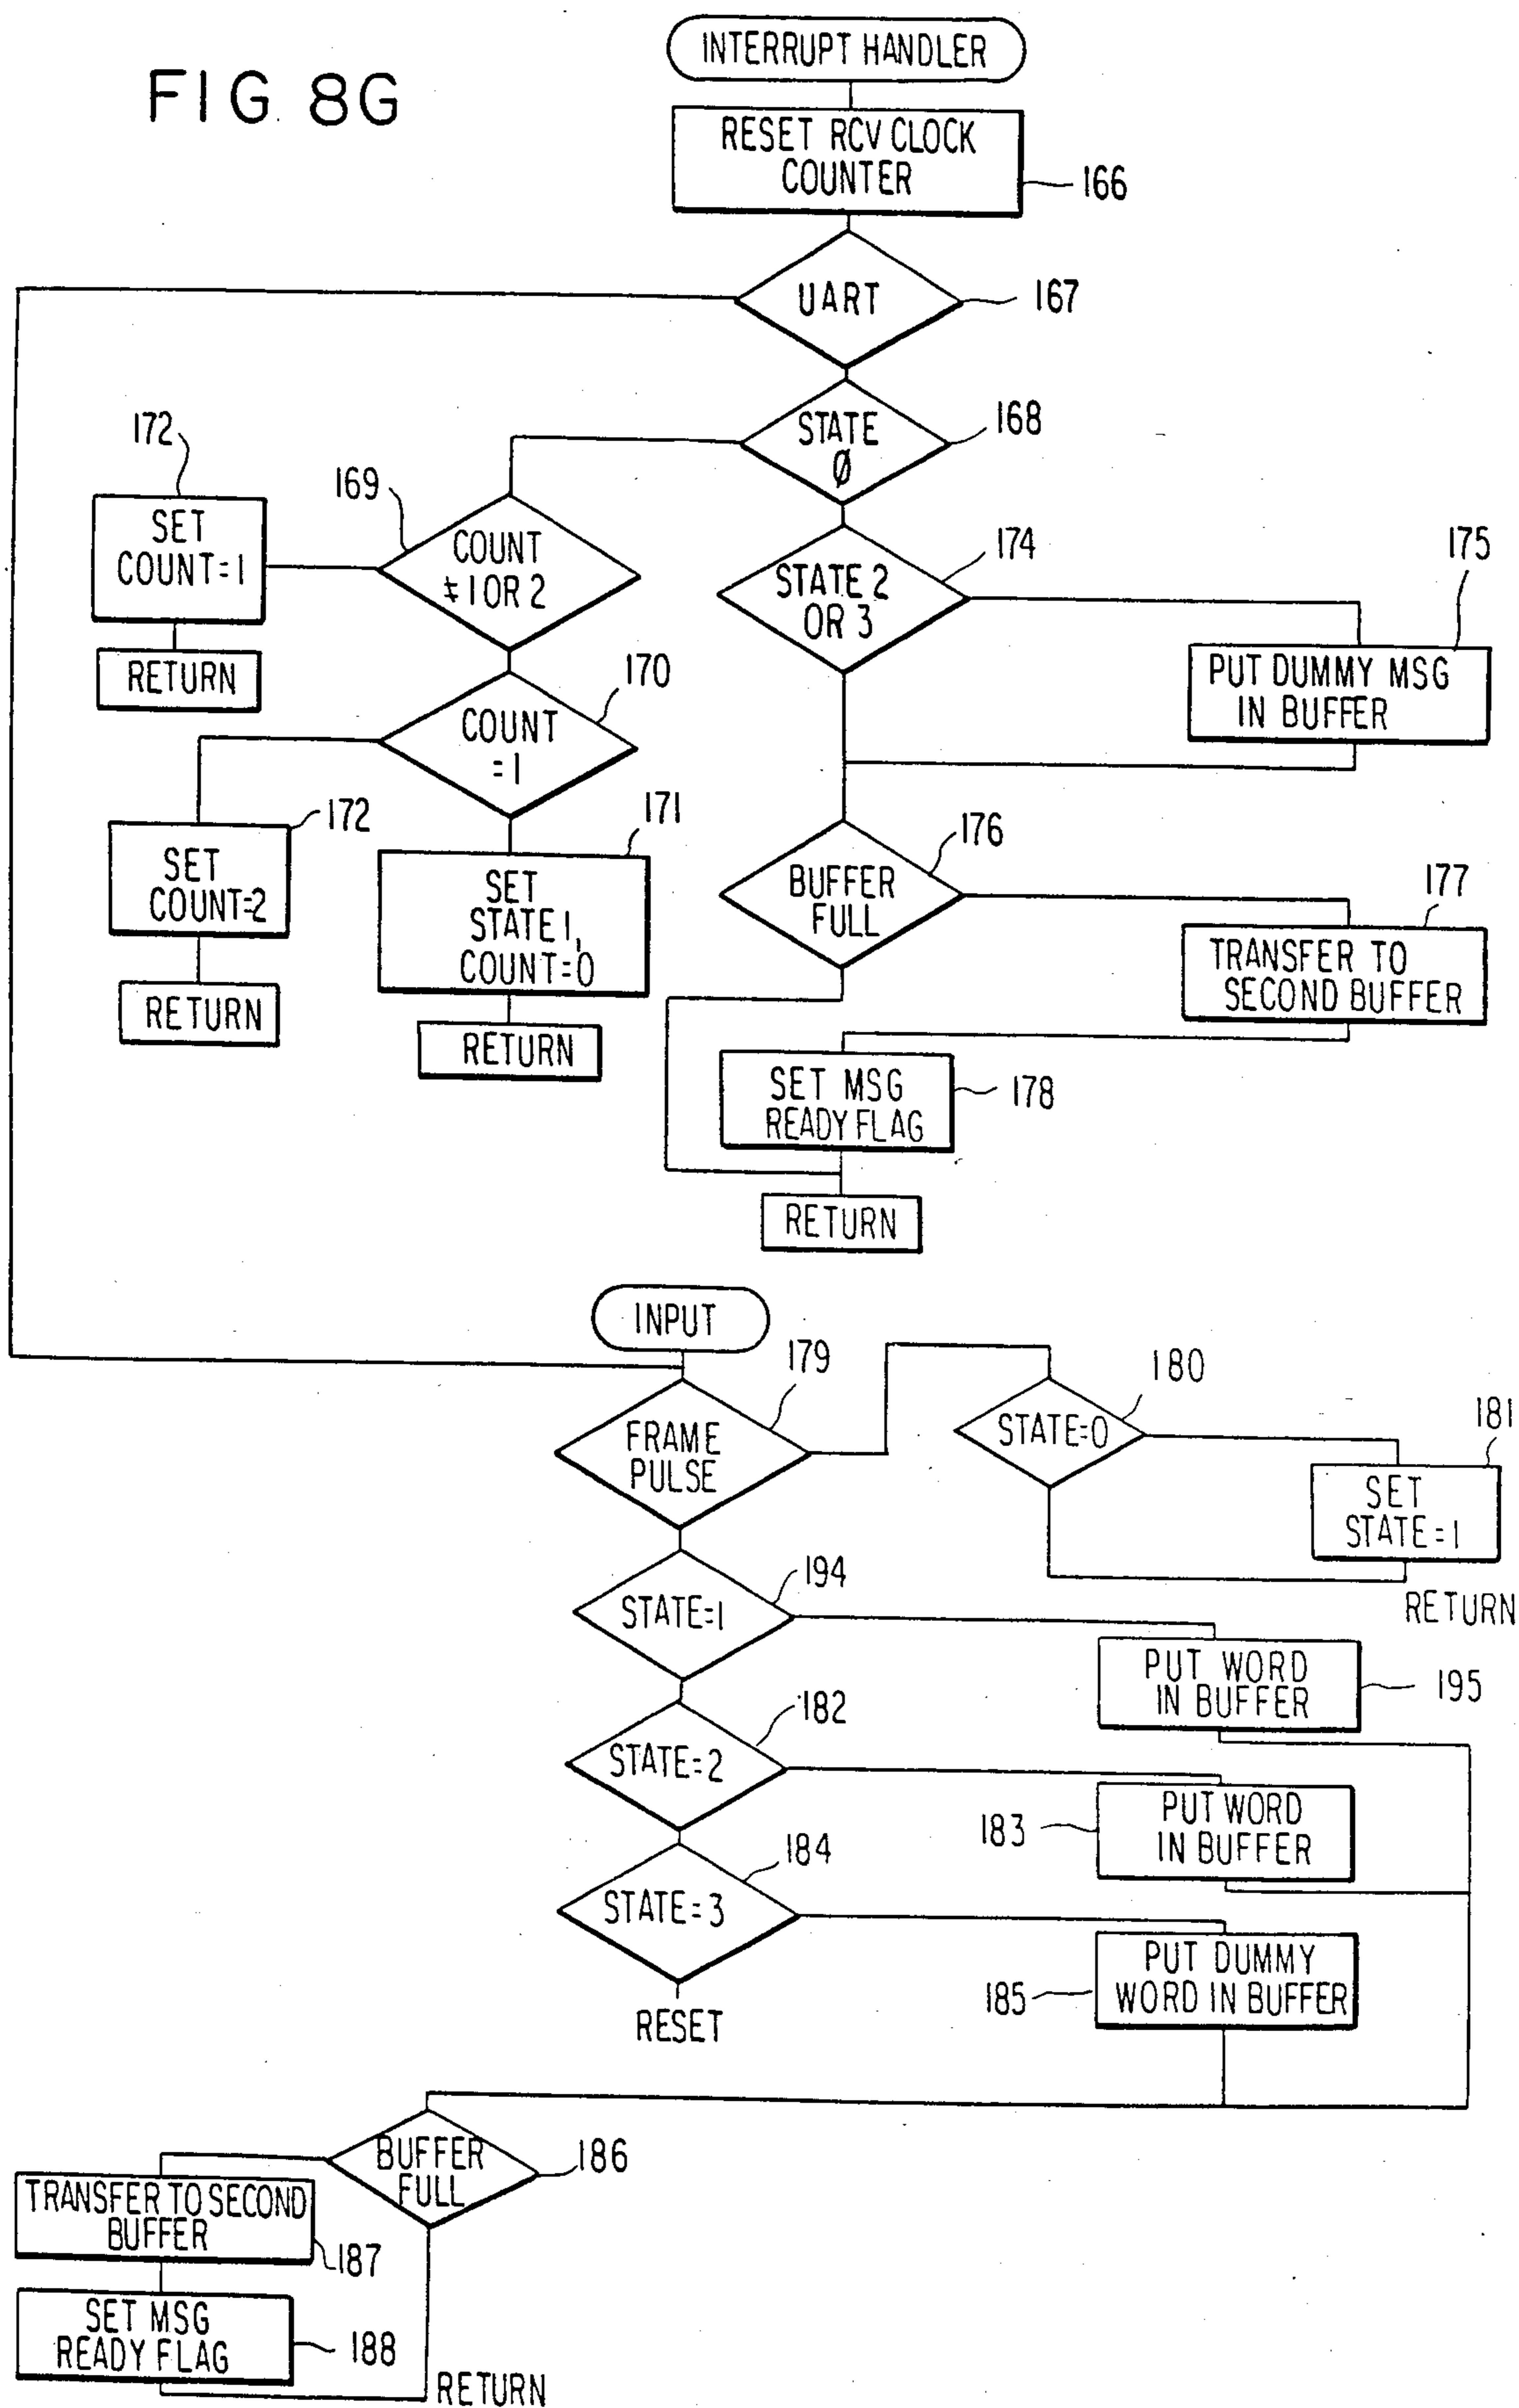 FIG. 8G
INTERRUPT HANDLER
RESET RCV CLOCK
COUNTER
166
UART
167
STATE
Ø
168
172
SET
COUNT=1
RETURN
169
COUNT
≠1 OR 2
170
COUNT
=1
172
SET
COUNT=2
RETURN
171
SET
STATE 1,
COUNT=0
RETURN
174
STATE 2
OR 3
175
PUT DUMMY MSG
IN BUFFER
176
BUFFER
FULL
177
TRANSFER TO
SECOND BUFFER
SET MSG
READY FLAG
178
RETURN
INPUT
179
FRAME
PULSE
180
STATE=0
181
SET
STATE=1
RETURN
194
STATE=1
PUT WORD
IN BUFFER
195
182
STATE=2
183
PUT WORD
IN BUFFER
184
STATE=3
185
PUT DUMMY
WORD IN BUFFER
RESET
BUFFER
FULL
186
TRANSFER TO SECOND
BUFFER
187
SET MSG
READY FLAG
188
RETURN